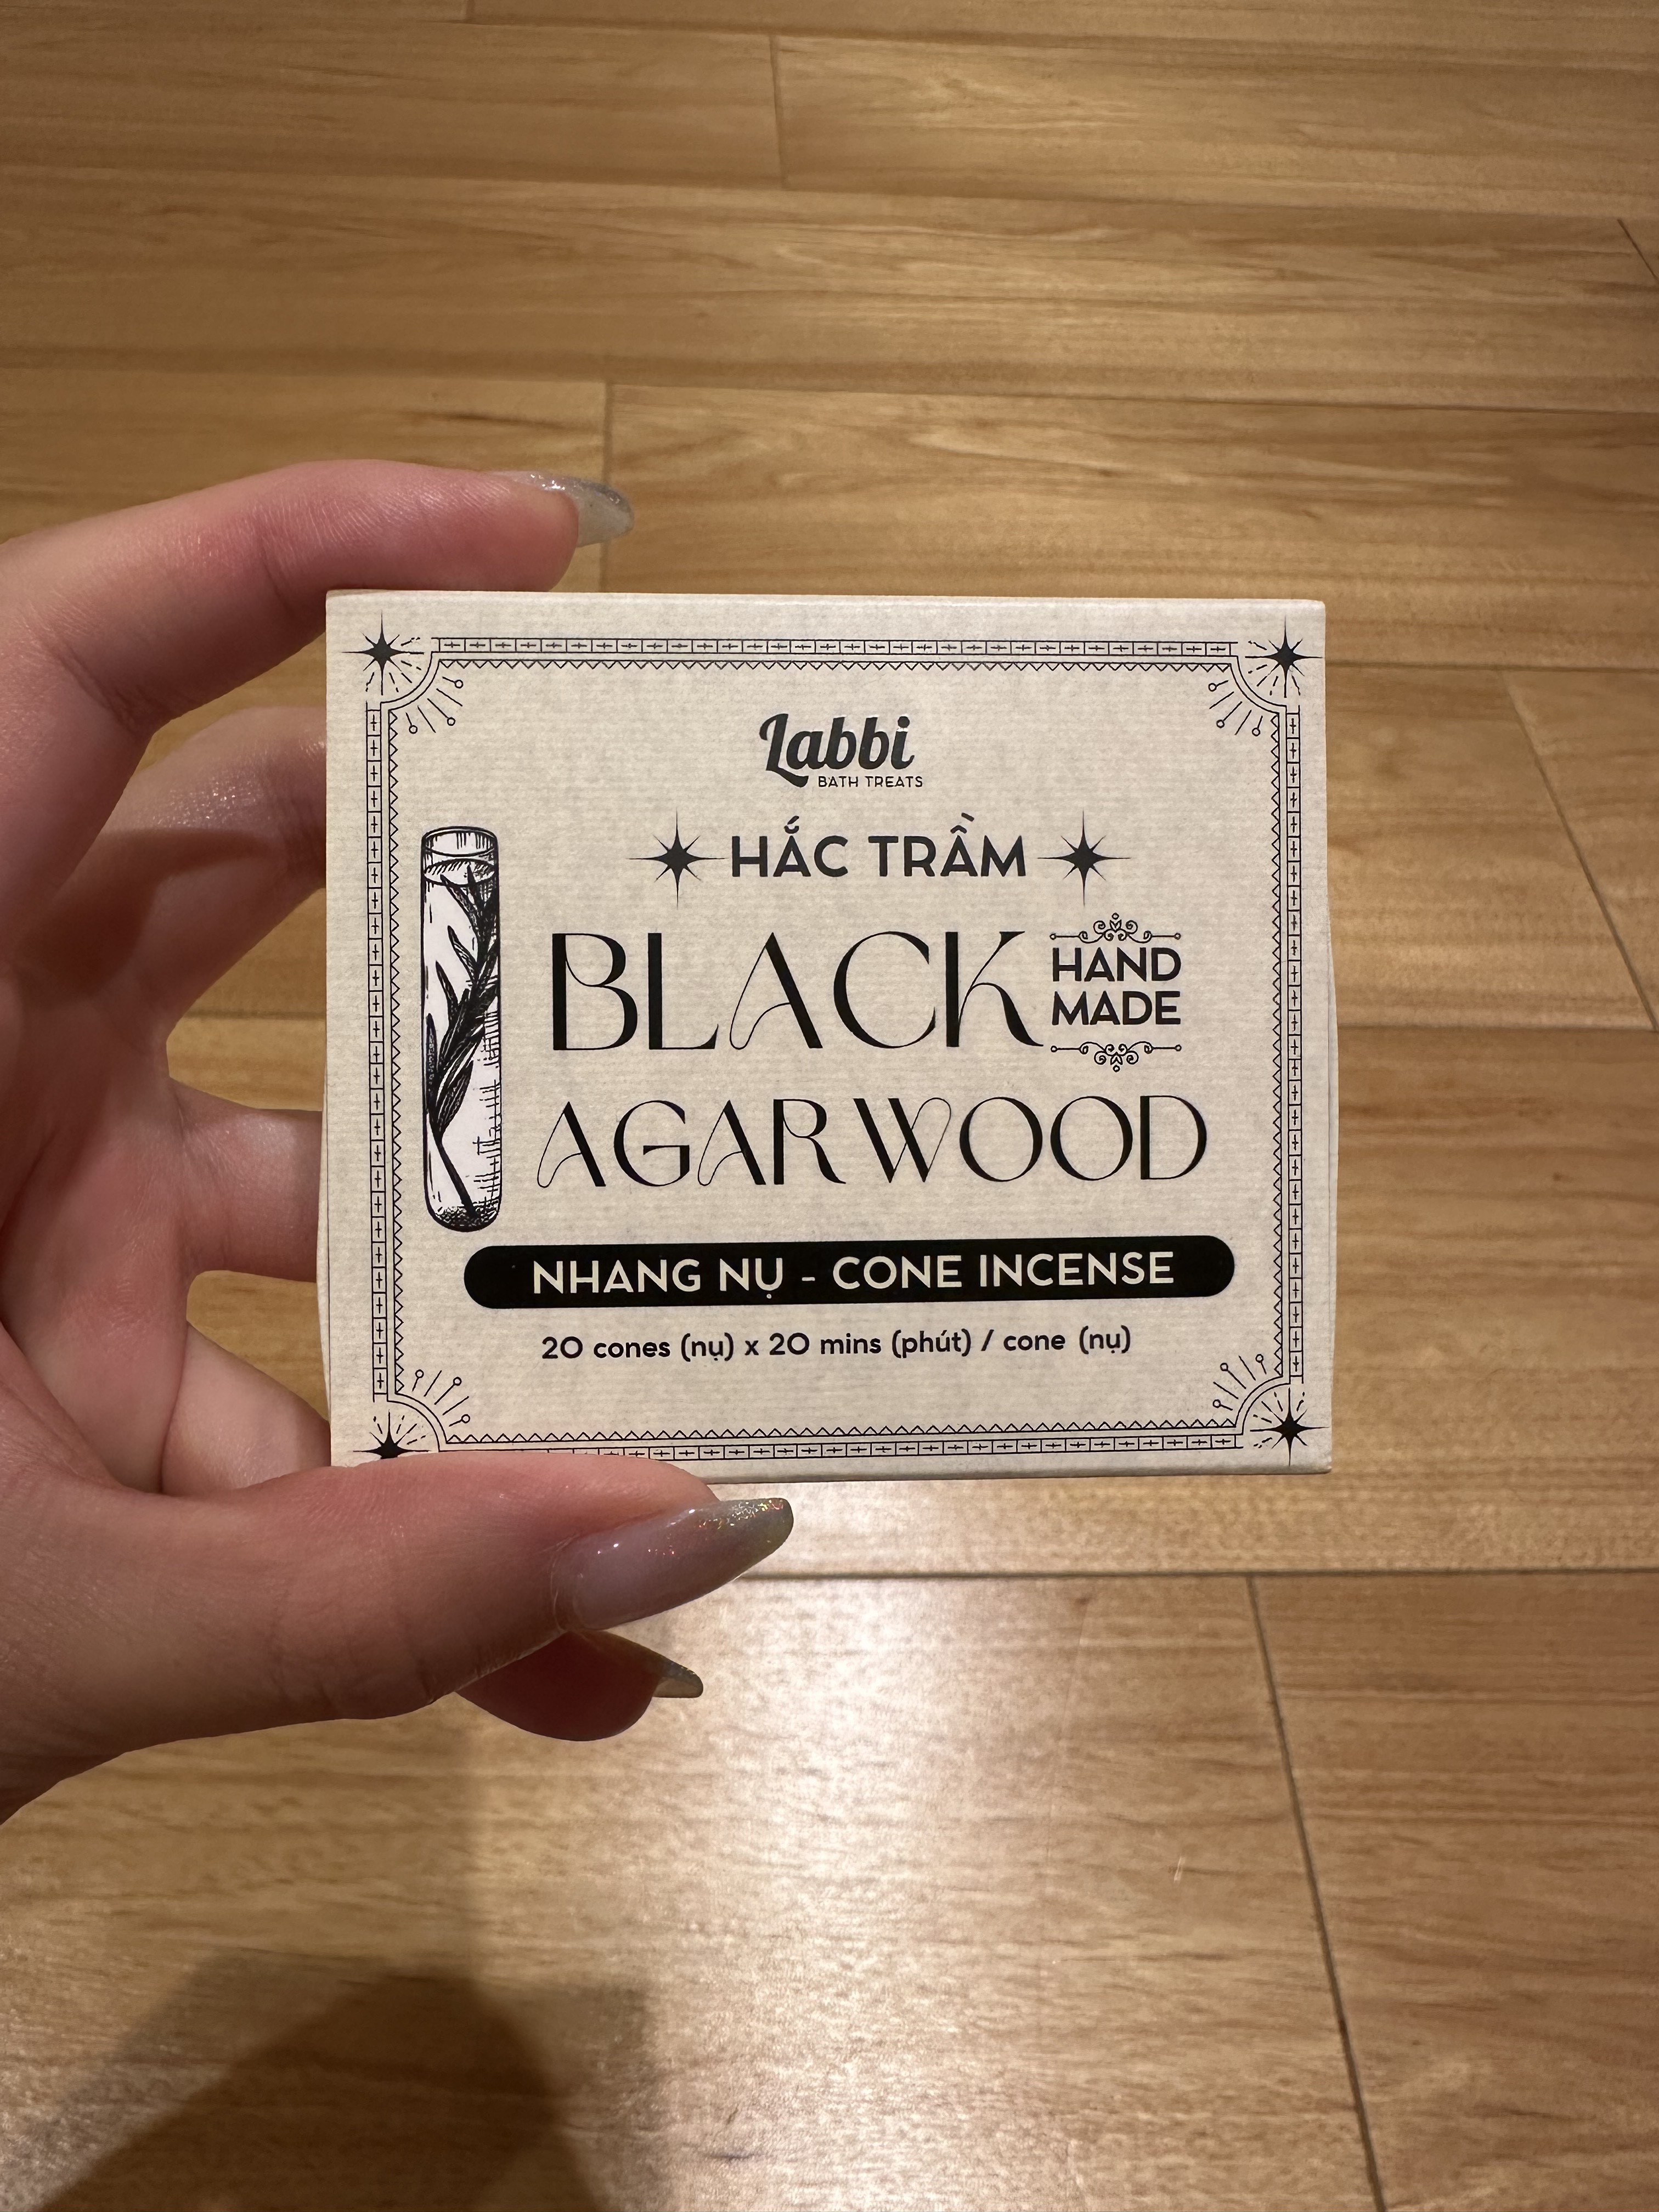 Labbi
BATH TREATS
HẮC TRẦM
BLACK
HAND
MADE
AGARWOOD
NHANG NỤ - CONE INCENSE
20 cones (nụ) x 20 mins (phút) / cone (nụ)